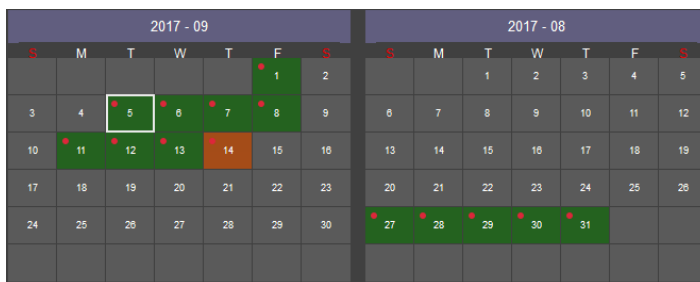 2017 - 09
S M T W T F S
1 2
3 4 5 6 7 8 9
10 11 12 13 14 15 16
17 18 19 20 21 22 23
24 25 26 27 28 29 30
2017 - 08
S M T W T F S
1 2 3 4 5
6 7 8 9 10 11 12
13 14 15 16 17 18 19
20 21 22 23 24 25 26
27 28 29 30 31